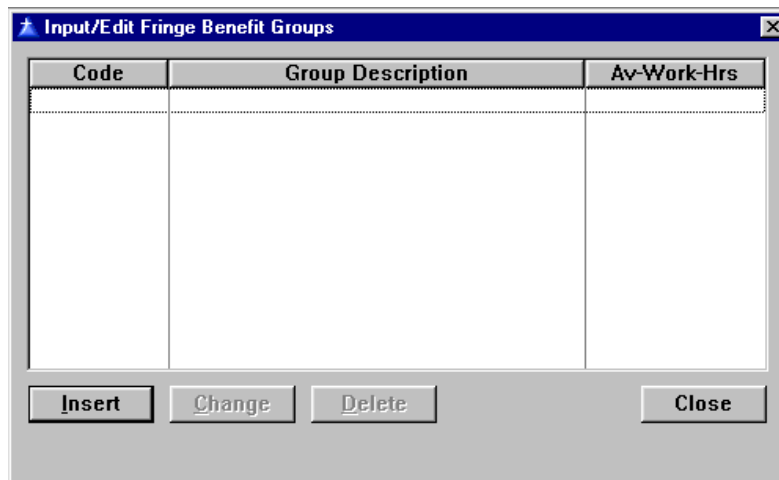 Input/Edit Fringe Benefit Groups
Code Group Description Av-Work-Hrs
Insert Change Delete Close